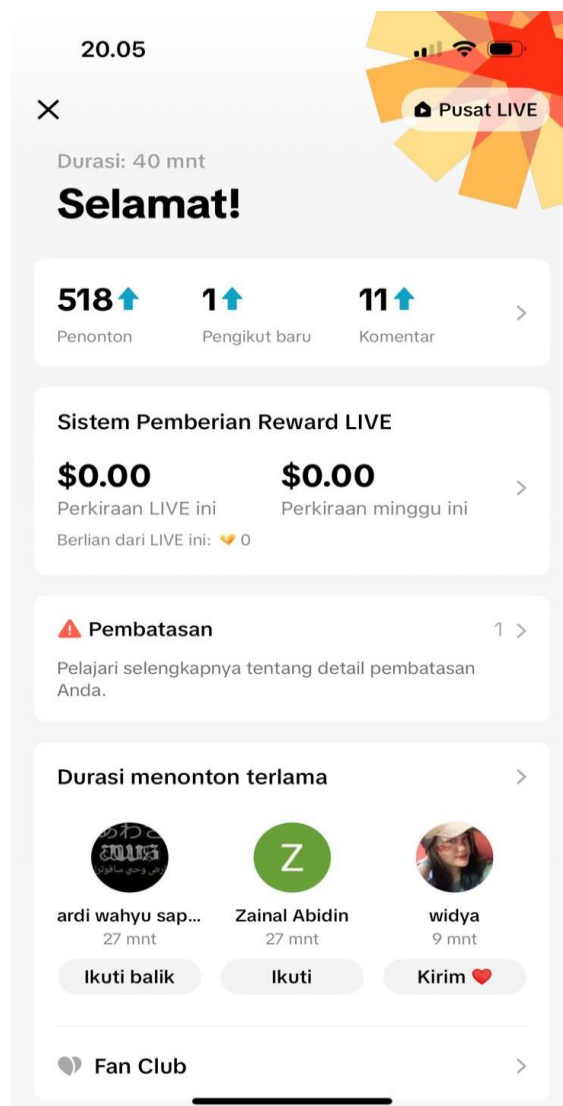 20.05
Pusat LIVE
Durasi: 40 mnt
Selamat!
518 1 11
Penonton Pengikut baru Komentar
Sistem Pemberian Reward LIVE
$0.00 $0.00
Perkiraan LIVE ini Perkiraan minggu ini
Berlian dari LIVE ini: 0
Pembatasan 1
Pelajari selengkapnya tentang detail pembatasan
Anda.
Durasi menonton terlama
Z
ardi wahyu sap... Zainal Abidin widya
27 mnt 27 mnt 9 mnt
Ikuti balik Ikuti Kirim ❤️
Fan Club